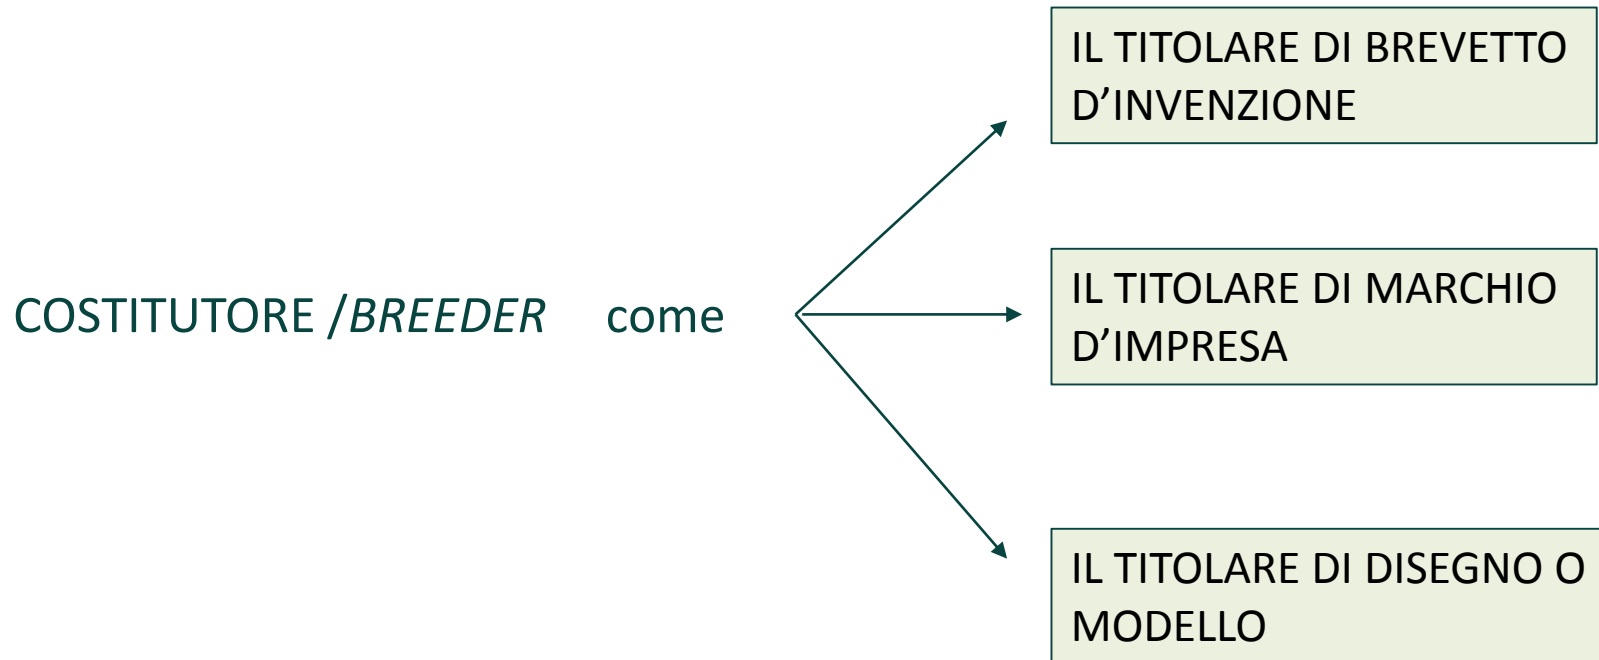 IL TITOLARE DI BREVETTO
D’INVENZIONE
COSTITUTORE /BREEDER come
IL TITOLARE DI MARCHIO
D’IMPRESA
IL TITOLARE DI DISEGNO O
MODELLO